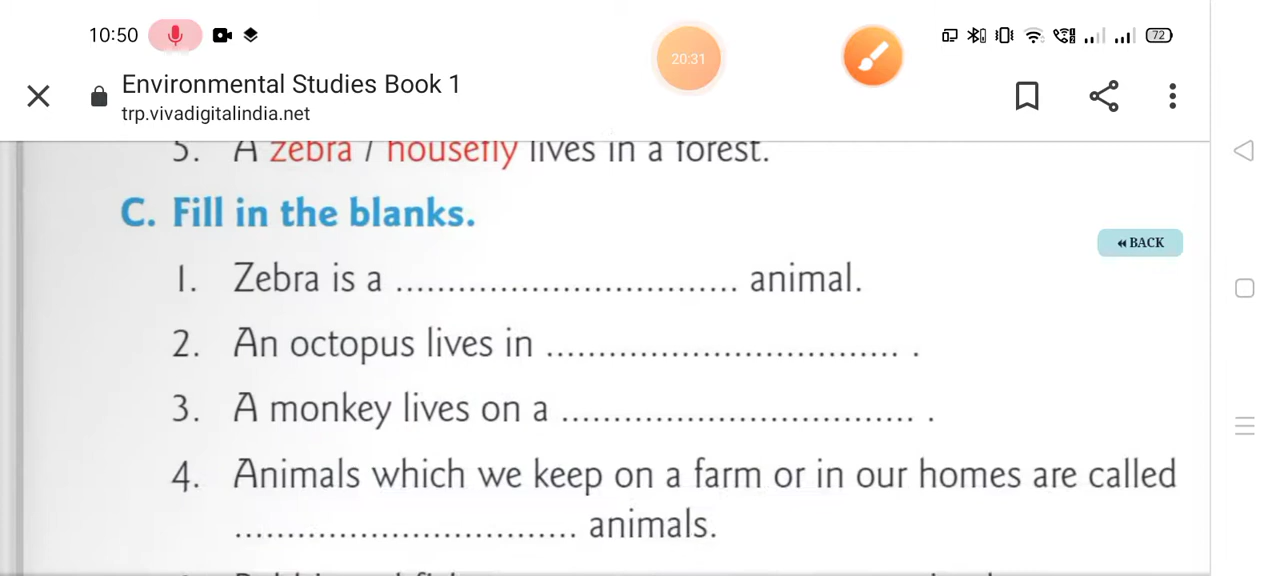 10:50
20:31
72
Environmental Studies Book 1
trp.vivadigitalindia.net
5. A zebra / housefly lives in a forest.
C. Fill in the blanks.
BACK
1. Zebra is a ................................. animal.
2. An octopus lives in .................................. .
3. A monkey lives on a .................................. .
4. Animals which we keep on a farm or in our homes are called
................................. animals.